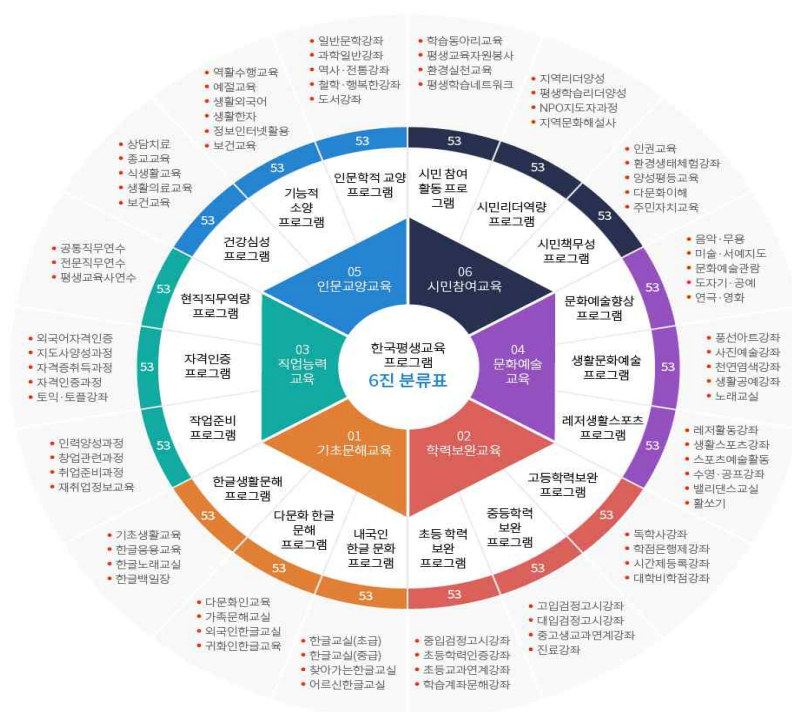 한국평생교육
프로그램
6진 분류표
01
기초문해교육
02
학력보완교육
03
직업능력
교육
04
문화예술
교육
05
인문교양교육
06
시민참여교육
인문학적 교양
프로그램
53
• 일반문학강좌
• 과학일반강좌
• 역사·전통강좌
• 철학·행복한강좌
• 도서강좌
시민 참여
활동 프로
그램
53
• 학습동아리교육
• 평생교육자원봉사
• 환경실천교육
• 평생학습네트워크
시민리더역량
프로그램
53
• 지역리더양성
• 평생학습리더양성
• NPO지도자과정
• 지역문화해설사
시민책무성
프로그램
53
• 인권교육
• 환경생태체험강좌
• 양성평등교육
• 다문화이해
• 주민자치교육
문화예술향상
프로그램
53
• 음악·무용
• 미술·서예지도
• 문화예술관람
• 도자기·공예
• 연극·영화
생활문화예술
프로그램
53
• 풍선아트강좌
• 사진예술강좌
• 천연염색강좌
• 생활공예강좌
• 노래교실
레저생활스포츠
프로그램
53
• 레저활동강좌
• 생활스포츠강좌
• 스포츠예술활동
• 수영·골프강좌
• 밸리댄스교실
• 활쏘기
고등학력보완
프로그램
53
• 독학사강좌
• 학점은행제강좌
• 시간제등록강좌
• 대학비학점강좌
중등학력
보완
프로그램
53
• 고입검정고시강좌
• 대입검정고시강좌
• 중고생교과연계강좌
• 진료강좌
초등 학력
보완
프로그램
53
• 중입검정고시강좌
• 초등학력인증강좌
• 초등교과연계강좌
• 학습계좌문해강좌
내국인
한글 문화
프로그램
53
• 한글교실(초급)
• 한글교실(중급)
• 찾아가는한글교실
• 어르신한글교실
다문화 한글
문해
프로그램
53
• 다문화인교육
• 가족문해교실
• 외국인한글교실
• 귀화인한글교육
한글생활문해
프로그램
53
• 기초생활교육
• 한글응용교육
• 한글노래교실
• 한글백일장
작업준비
프로그램
53
• 인력양성과정
• 창업관련과정
• 취업준비과정
• 재취업정보교육
자격인증
프로그램
53
• 외국어자격인증
• 지도사양성과정
• 자격증취득과정
• 자격인증과정
• 토익·토플강좌
현직직무역량
프로그램
53
• 공통직무연수
• 전문직무연수
• 평생교육사연수
건강심성
프로그램
53
• 상담치료
• 종교교육
• 식생활교육
• 생활의료교육
• 보건교육
기능적
소양
프로그램
53
• 역활수행교육
• 예절교육
• 생활외국어
• 생활한자
• 정보인터넷활용
• 보건교육